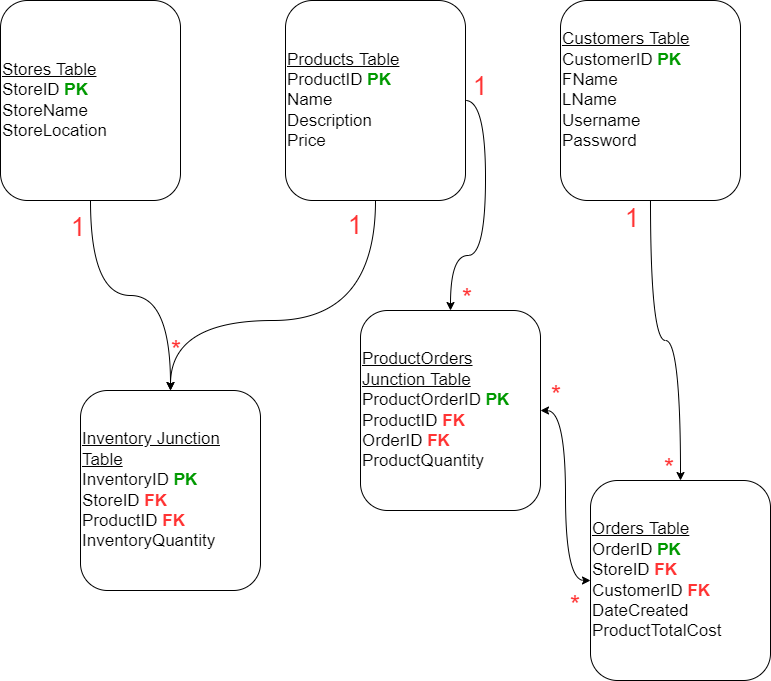 Stores Table
StoreID PK
StoreName
StoreLocation
Products Table
ProductID PK
Name
Description
Price
Customers Table
CustomerID PK
FName
LName
Username
Password
1
1
1
1
*
*
*
*
*
ProductOrders
Junction Table
ProductOrderID PK
ProductID FK
OrderID FK
ProductQuantity
Inventory Junction
Table
InventoryID PK
StoreID FK
ProductID FK
InventoryQuantity
Orders Table
OrderID PK
StoreID FK
CustomerID FK
DateCreated
ProductTotalCost